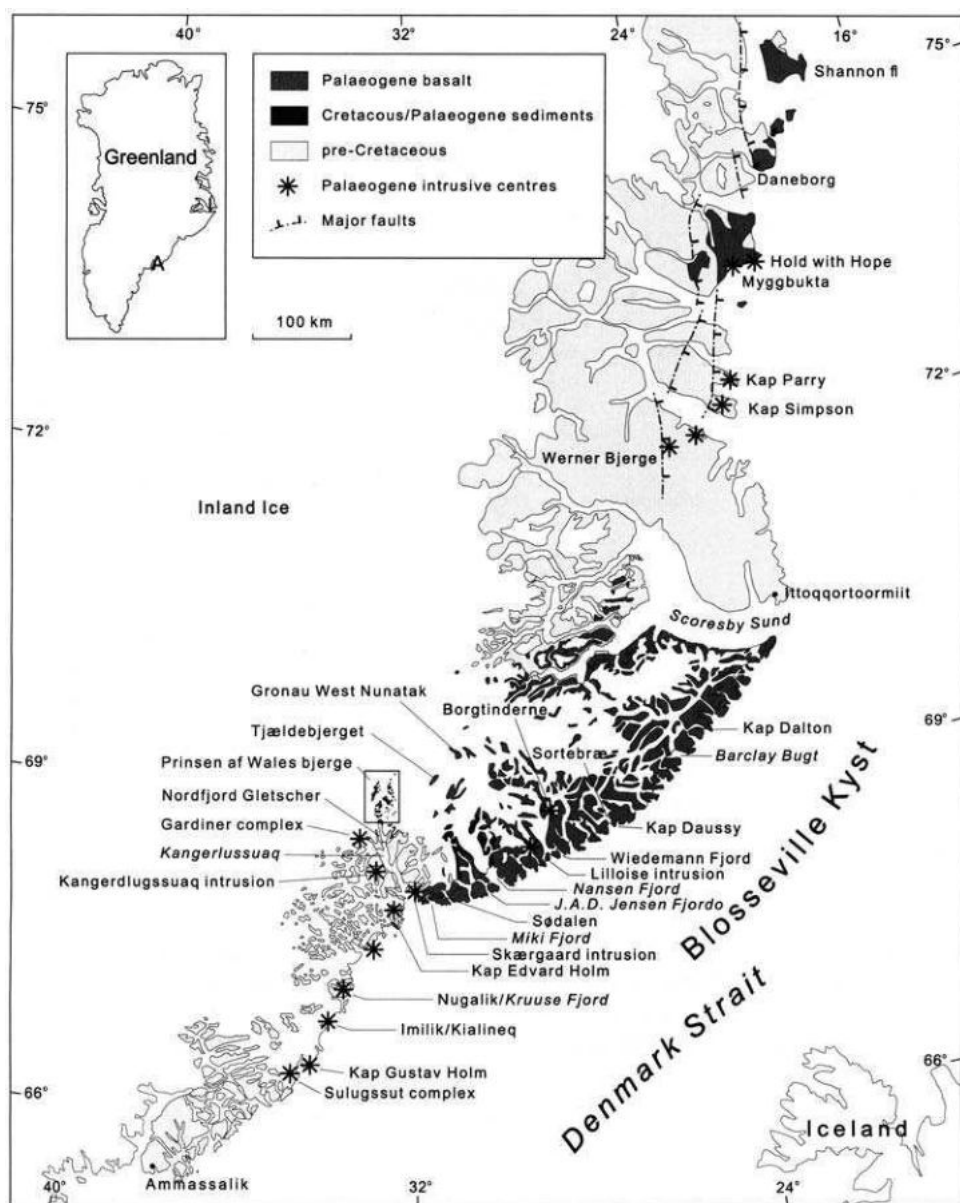 40°
32°
24°
16°
75°
75°
Greenland
A
Palaeogene basalt
Cretacous/Palaeogene sediments
pre-Cretaceous
Palaeogene intrusive centres
Major faults
100 km
Shannon fl
Daneborg
Hold with Hope
Myggbukta
72°
Kap Parry
Kap Simpson
72°
Werner Bjerge
Inland Ice
Ittoqqortoormiit
Scoresby Sund
Gronau West Nunatak
Borgtinderne
69°
Kap Dalton
Tjældebjerget
Sortebræ
Barclay Bugt
69°
Prinsen af Wales bjerge
Nordfjord Gletscher
Gardiner complex
Kap Daussy
Kangerlussuaq
Wiedemann Fjord
Lilloise intrusion
Kangerdlugssuaq intrusion
Nansen Fjord
J.A.D. Jensen Fjordo
Sødalen
Miki Fjord
Skærgaard intrusion
Kap Edvard Holm
Blosseville Kyst
Nugalik/Kruuse Fjord
Imilik/Kialineq
Denmark Strait
66°
Kap Gustav Holm
66°
Sulugssut complex
Iceland
Ammassalik
40°
32°
24°